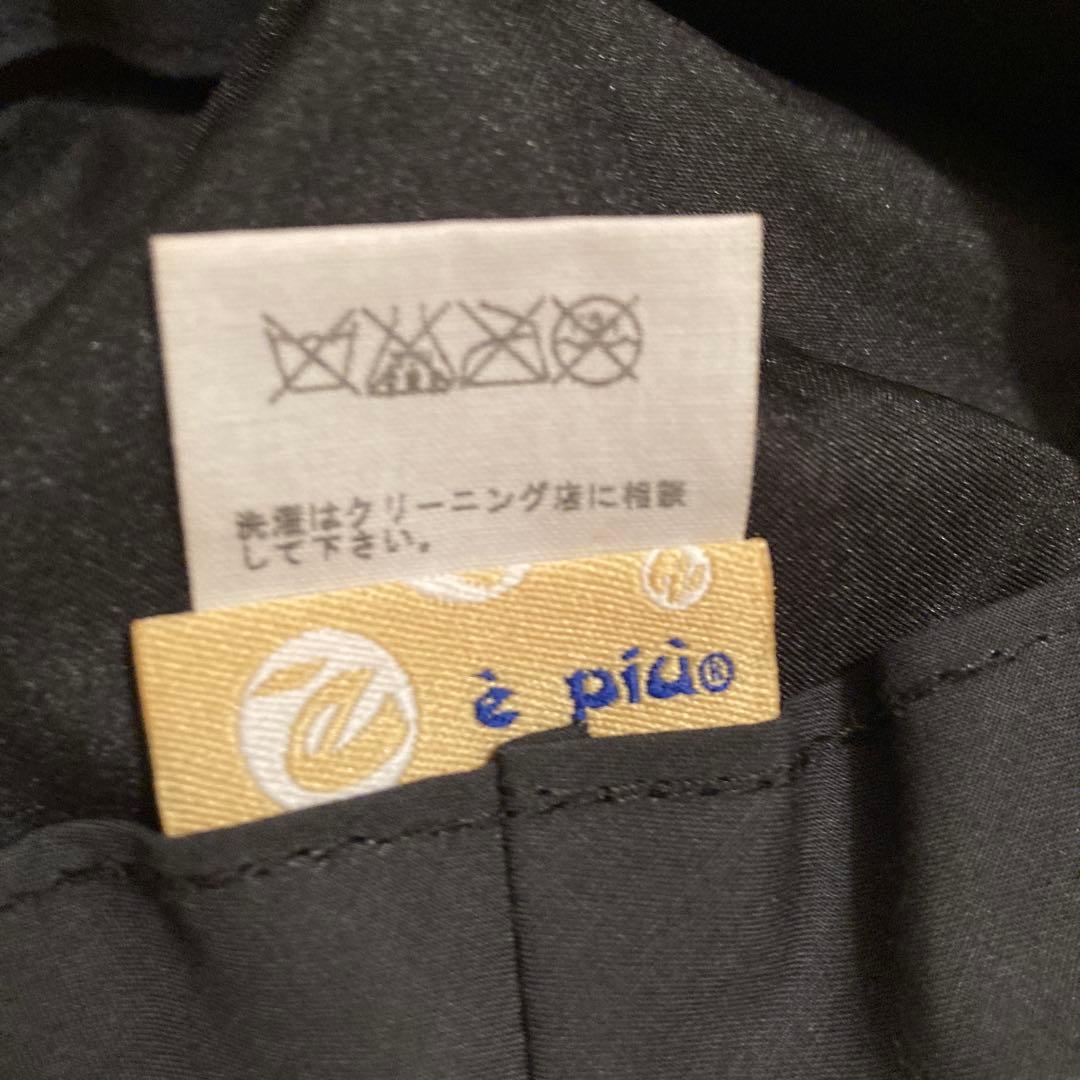 洗濯はクリーニング店に相談
して下さい。
è più®